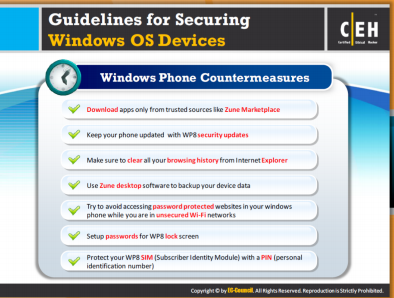 Guidelines for Securing
Windows OS Devices
C|EH
Certified Ethical Hacker
Windows Phone Countermeasures
Download apps only from trusted sources like Zune Marketplace
Keep your phone updated with WP8 security updates
Make sure to clear all your browsing history from Internet Explorer
Use Zune desktop software to backup your device data
Try to avoid accessing password protected websites in your windows
phone while you are in unsecured Wi-Fi networks
Setup passwords for WP8 lock screen
Protect your WP8 SIM (Subscriber Identity Module) with a PIN (personal
identification number)
Copyright © by EC-Council. All Rights Reserved. Reproduction is Strictly Prohibited.